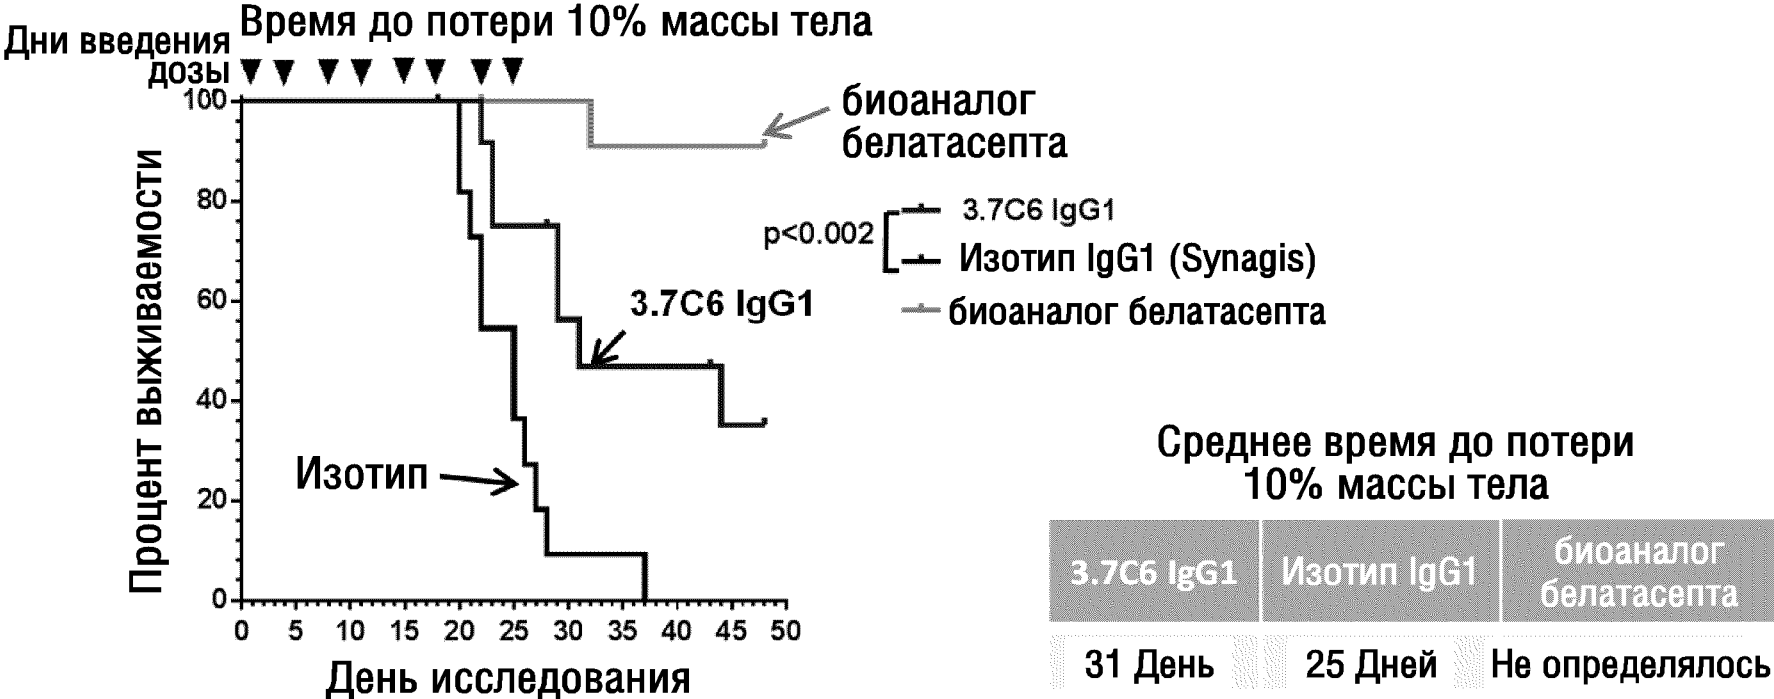 Время до потери 10% массы тела
Дни введения
дозы
100
80
60
40
20
0
Процент выживаемости
0 5 10 15 20 25 30 35 40 45 50
День исследования
биоаналог
белатасепта
3.7C6 IgG1
Изотип
p<0.002
3.7C6 IgG1
Изотип IgG1 (Synagis)
биоаналог белатасепта
Среднее время до потери
10% массы тела
3.7C6 IgG1 Изотип IgG1 биоаналог
белатасепта
31 День 25 Дней Не определялось